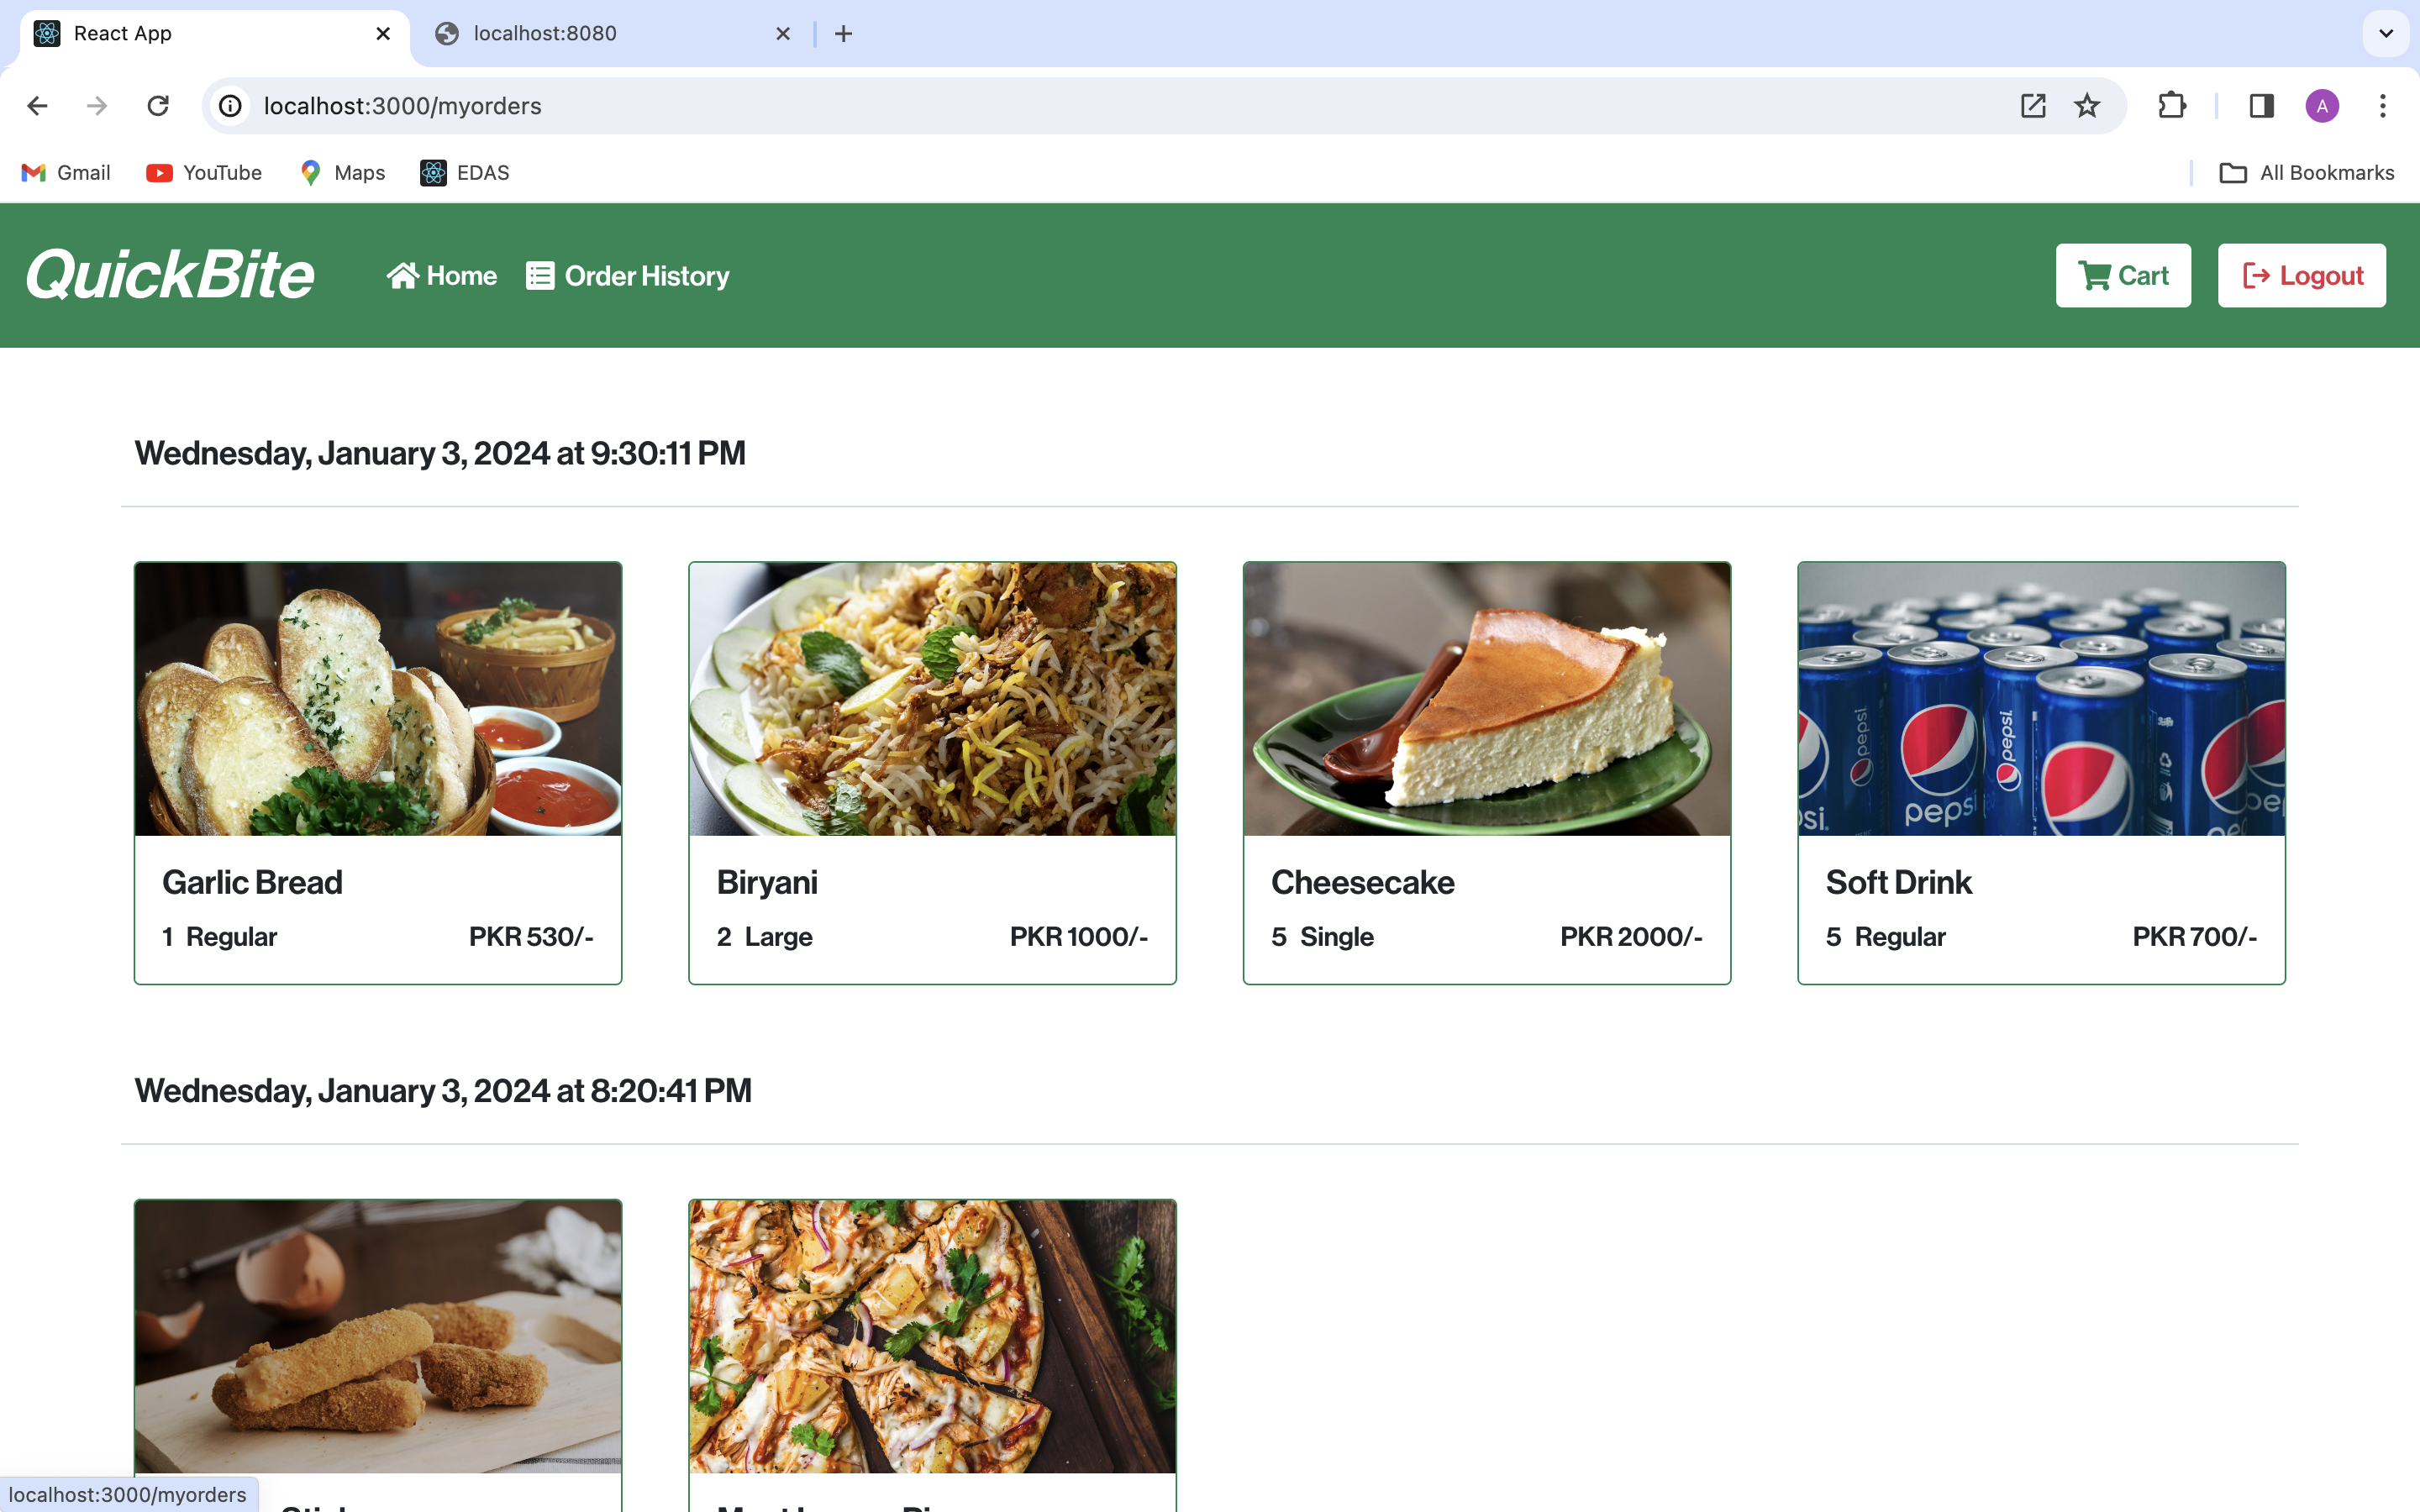 React App
localhost:8080
localhost:3000/myorders
A
Gmail YouTube Maps EDAS All Bookmarks
QuickBite Home Order History Cart Logout
Wednesday, January 3, 2024 at 9:30:11 PM
pepsi
pepsi.
Garlic Bread
1 Regular PKR 530/-
Biryani
2 Large PKR 1000/-
Cheesecake
5 Single PKR 2000/-
Soft Drink
5 Regular PKR 700/-
Wednesday, January 3, 2024 at 8:20:41 PM
localhost:3000/myorders